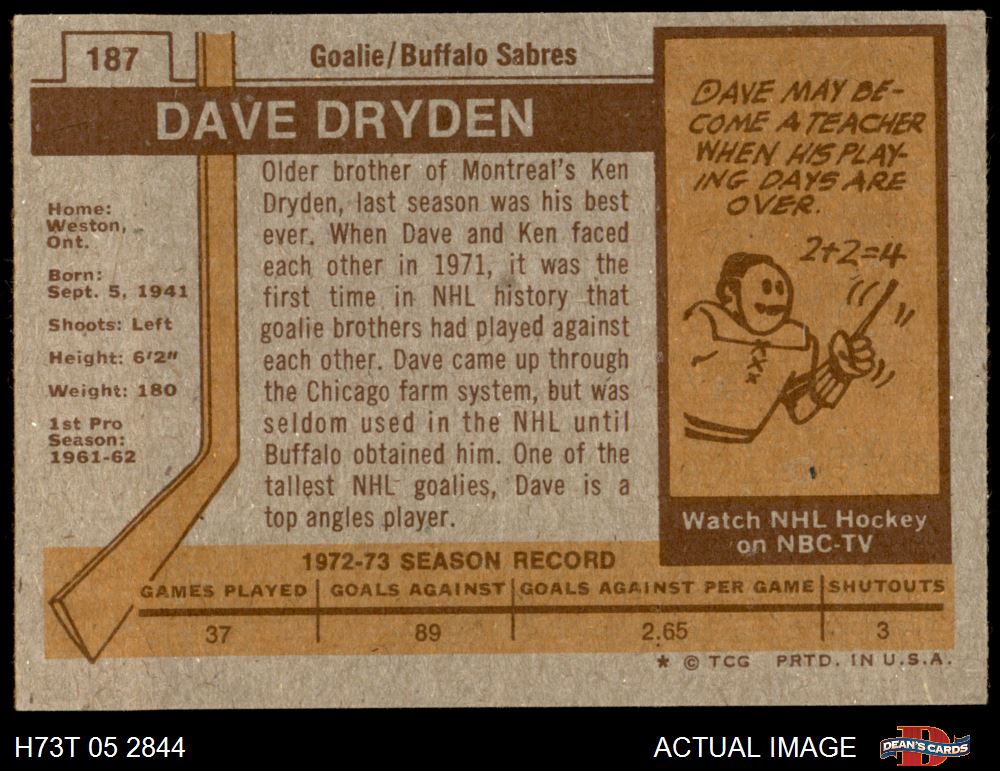 187
Goalie/Buffalo Sabres
DAVE DRYDEN
Home:
Weston,
Ont.
Born:
Sept. 5, 1941
Shoots: Left
Height: 6'2"
Weight: 180
1st Pro
Season:
1961-62
Older brother of Montreal's Ken
Dryden, last season was his best
ever. When Dave and Ken faced
each other in 1971, it was the
first time in NHL history that
goalie brothers had played against
each other. Dave came up through
the Chicago farm system, but was
seldom used in the NHL until
Buffalo obtained him. One of the
tallest NHL goalies, Dave is a
top angles player.
DAVE MAY BE-
COME A TEACHER
WHEN HIS PLAY-
ING DAYS ARE
OVER.
2+2=4
Watch NHL Hockey
on NBC-TV
1972-73 SEASON RECORD
GAMES PLAYED GOALS AGAINST GOALS AGAINST PER GAME SHUTOUTS
37 89 2.65 3
* © TCG PRTD. IN U.S.A.
H73T 05 2844
ACTUAL IMAGE
D
DEAN'S CARDS